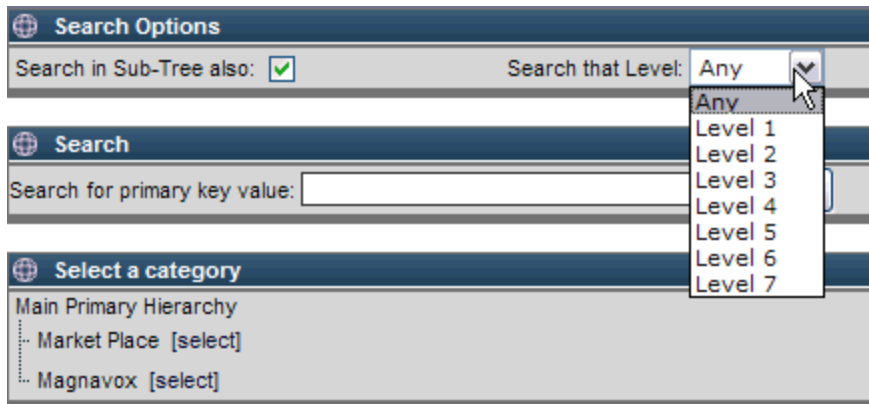 Search Options
Search in Sub-Tree also: Search that Level: Any
Any
Level 1
Level 2
Level 3
Level 4
Level 5
Level 6
Level 7
Search
Search for primary key value:
Select a category
Main Primary Hierarchy
Market Place [select]
Magnavox [select]